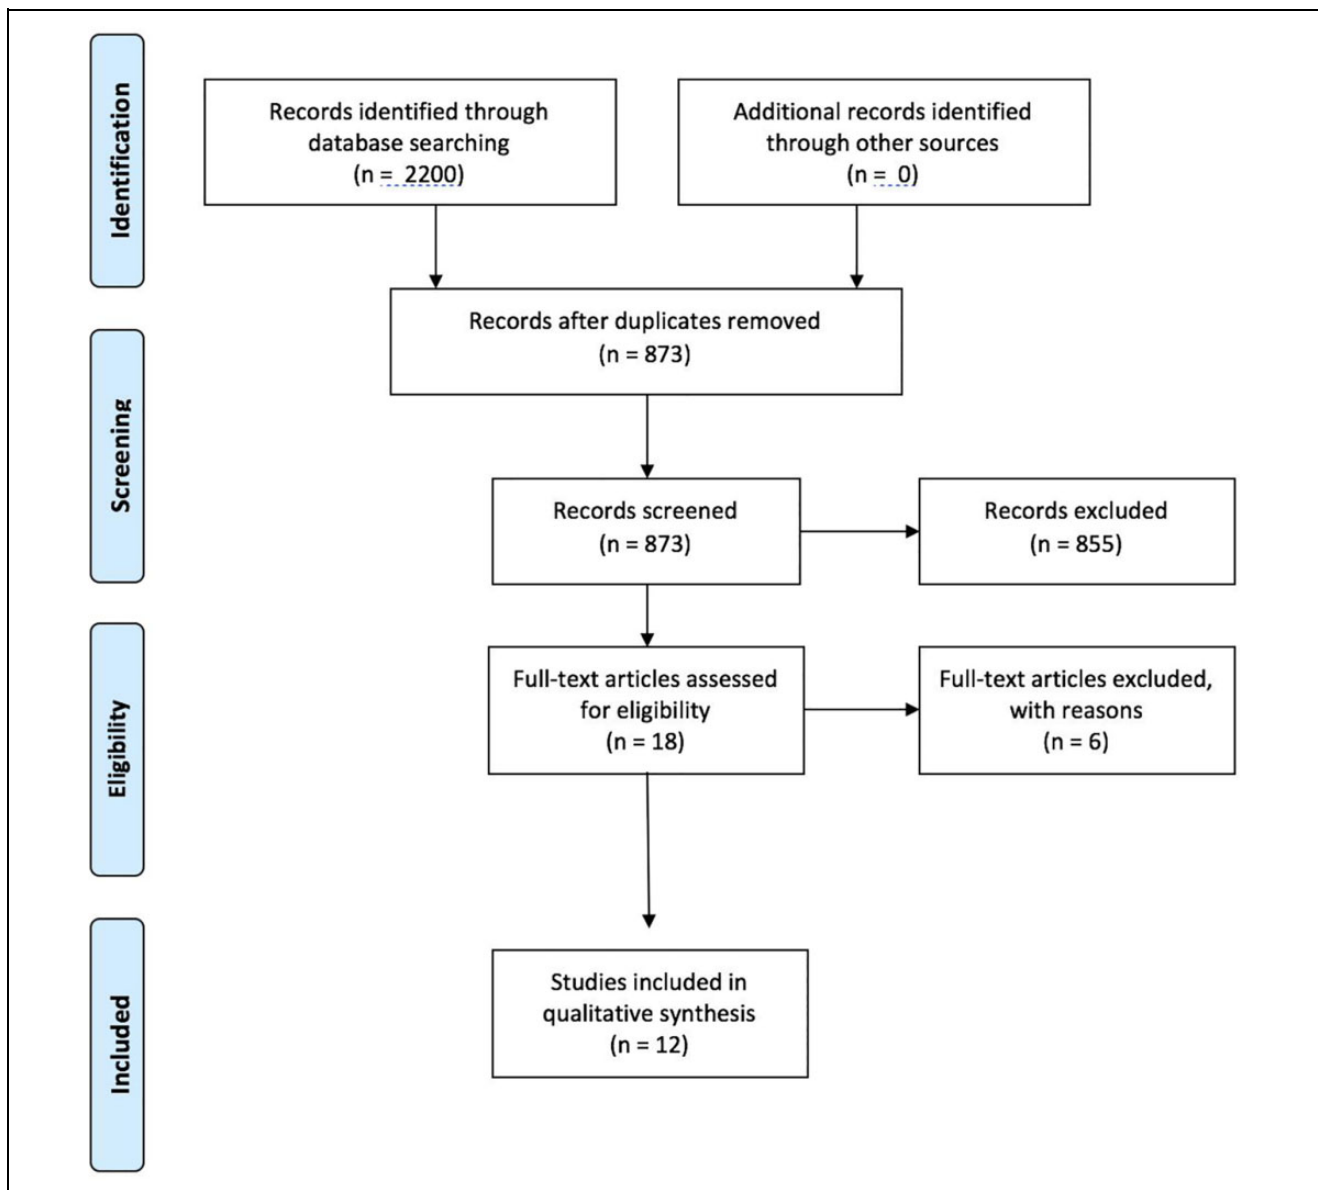 Identification
Records identified through
database searching
(n =  2200)
Additional records identified
through other sources
(n =  0)
Records after duplicates removed
(n = 873)
Screening
Records screened
(n = 873)
Records excluded
(n = 855)
Eligibility
Full-text articles assessed
for eligibility
(n = 18)
Full-text articles excluded,
with reasons
(n = 6)
Included
Studies included in
qualitative synthesis
(n = 12)